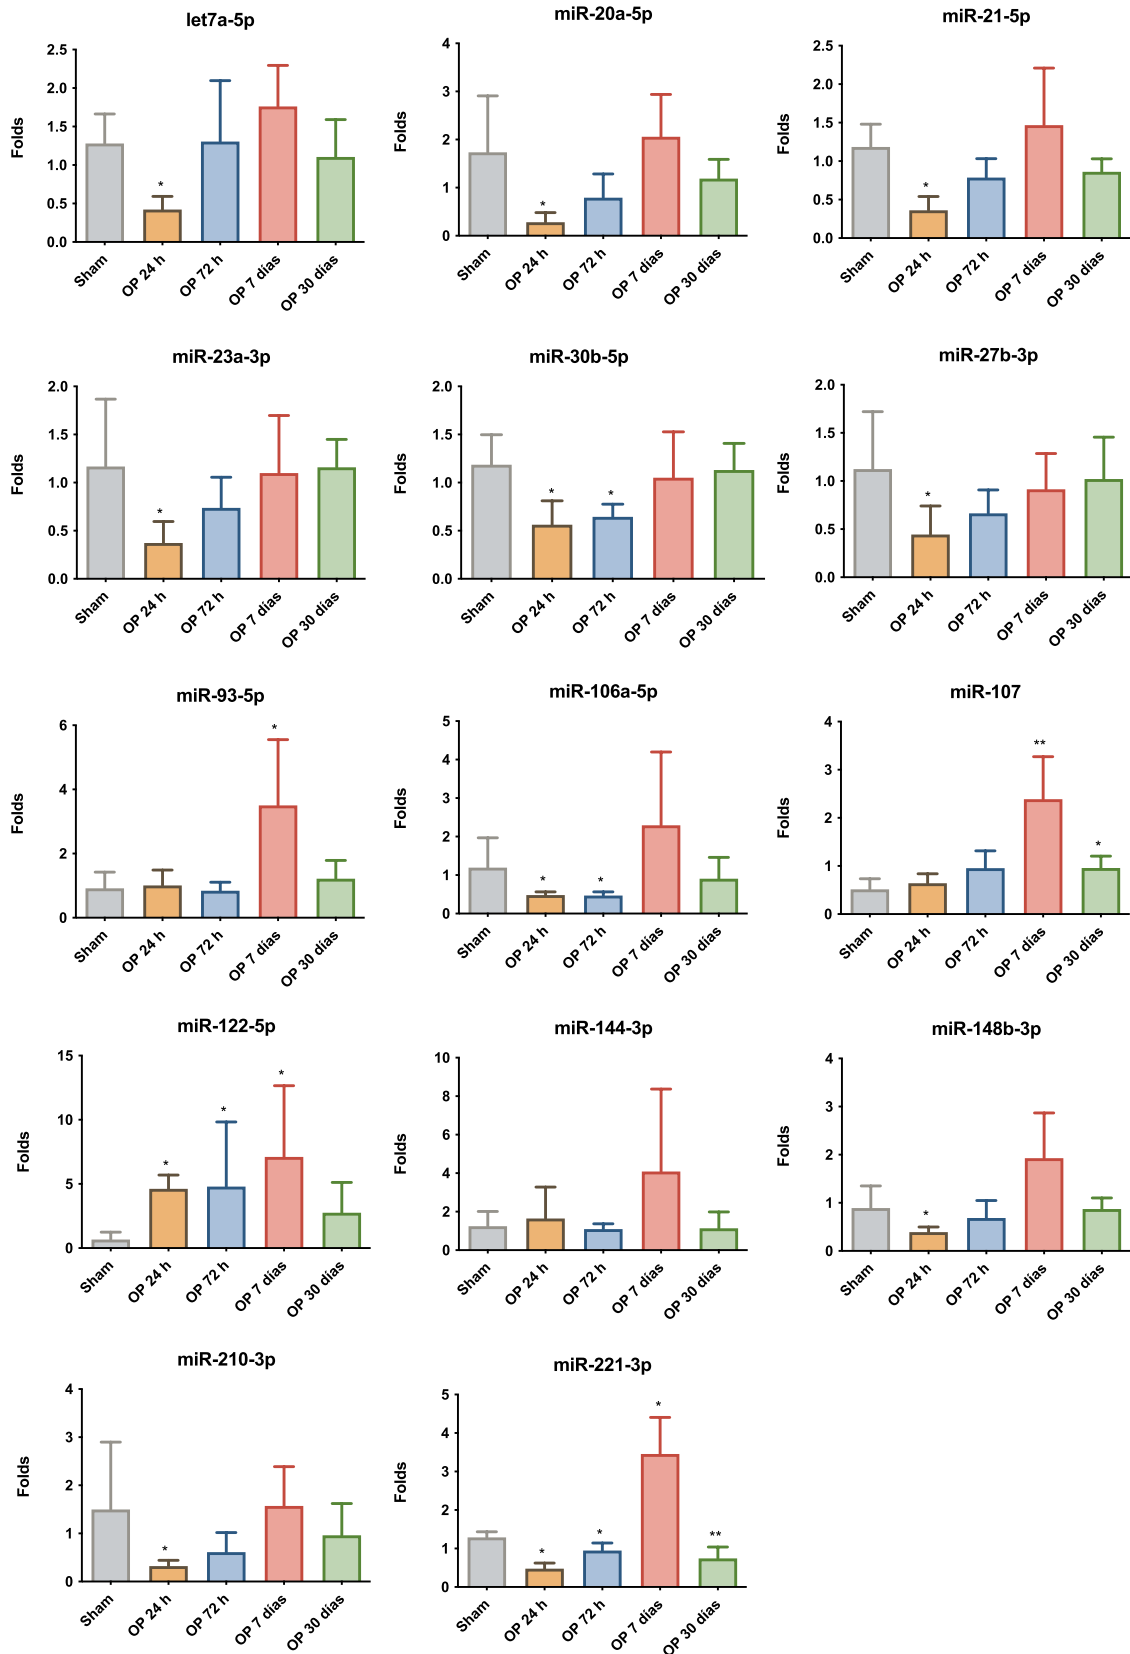 let7a-5p
miR-20a-5p
miR-21-5p
Folds
2.5
2.0
1.5
1.0
0.5
0.0
*
Sham
OP 24 h
OP 72 h
OP 7 dias
OP 30 dias
Folds
4
3
2
1
0
*
Sham
OP 24 h
OP 72 h
OP 7 dias
OP 30 dias
Folds
2.5
2.0
1.5
1.0
0.5
0.0
*
Sham
OP 24 h
OP 72 h
OP 7 dias
OP 30 dias
miR-23a-3p
miR-30b-5p
miR-27b-3p
Folds
2.0
1.5
1.0
0.5
0.0
*
Sham
OP 24 h
OP 72 h
OP 7 dias
OP 30 dias
Folds
2.0
1.5
1.0
0.5
0.0
* *
Sham
OP 24 h
OP 72 h
OP 7 dias
OP 30 dias
Folds
2.0
1.5
1.0
0.5
0.0
*
Sham
OP 24 h
OP 72 h
OP 7 dias
OP 30 dias
miR-93-5p
miR-106a-5p
miR-107
Folds
6
4
2
0
*
Sham
OP 24 h
OP 72 h
OP 7 dias
OP 30 dias
Folds
5
4
3
2
1
0
* *
Sham
OP 24 h
OP 72 h
OP 7 dias
OP 30 dias
Folds
4
3
2
1
0
**
*
Sham
OP 24 h
OP 72 h
OP 7 dias
OP 30 dias
miR-122-5p
miR-144-3p
miR-148b-3p
Folds
15
10
5
0
*
*
*
Sham
OP 24 h
OP 72 h
OP 7 dias
OP 30 dias
Folds
10
8
6
4
2
0
Sham
OP 24 h
OP 72 h
OP 7 dias
OP 30 dias
Folds
4
3
2
1
0
*
Sham
OP 24 h
OP 72 h
OP 7 dias
OP 30 dias
miR-210-3p
miR-221-3p
Folds
4
3
2
1
0
*
Sham
OP 24 h
OP 72 h
OP 7 dias
OP 30 dias
Folds
5
4
3
2
1
0
*
*
*
**
Sham
OP 24 h
OP 72 h
OP 7 dias
OP 30 dias